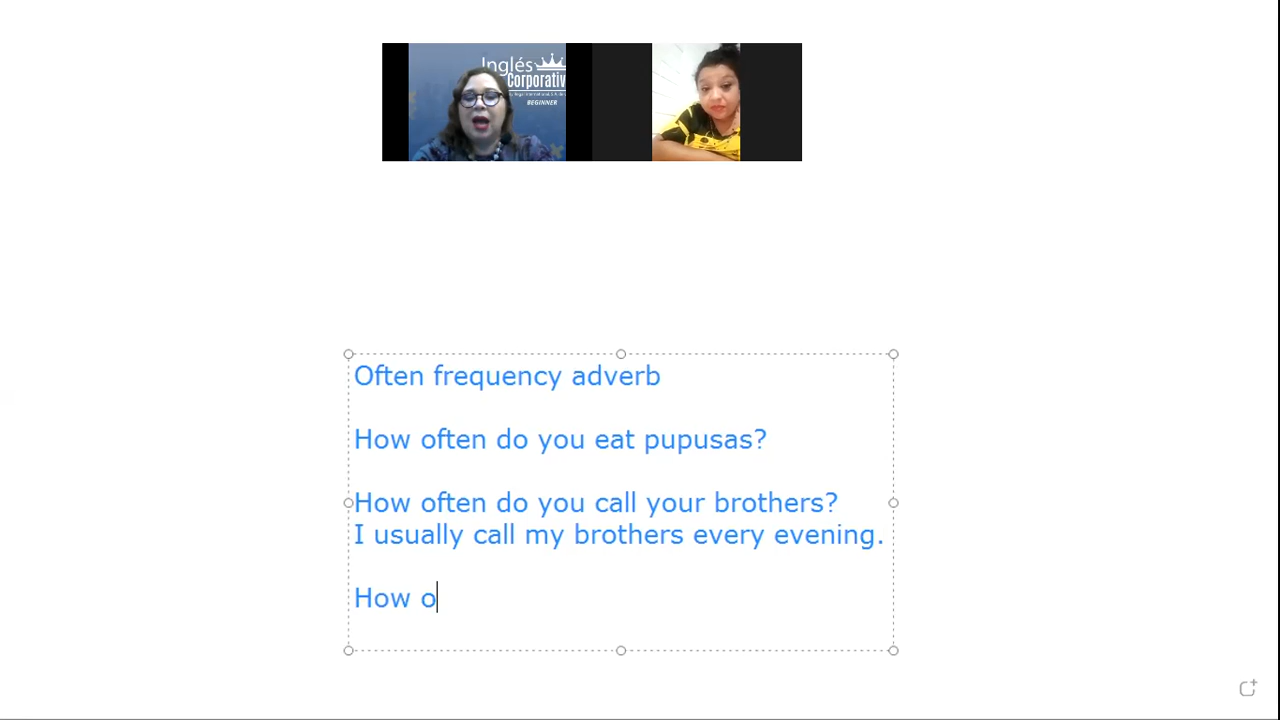 Inglés
Corporativ
BEGINNER
Often frequency adverb
How often do you eat pupusas?
How often do you call your brothers?
I usually call my brothers every evening.
How o